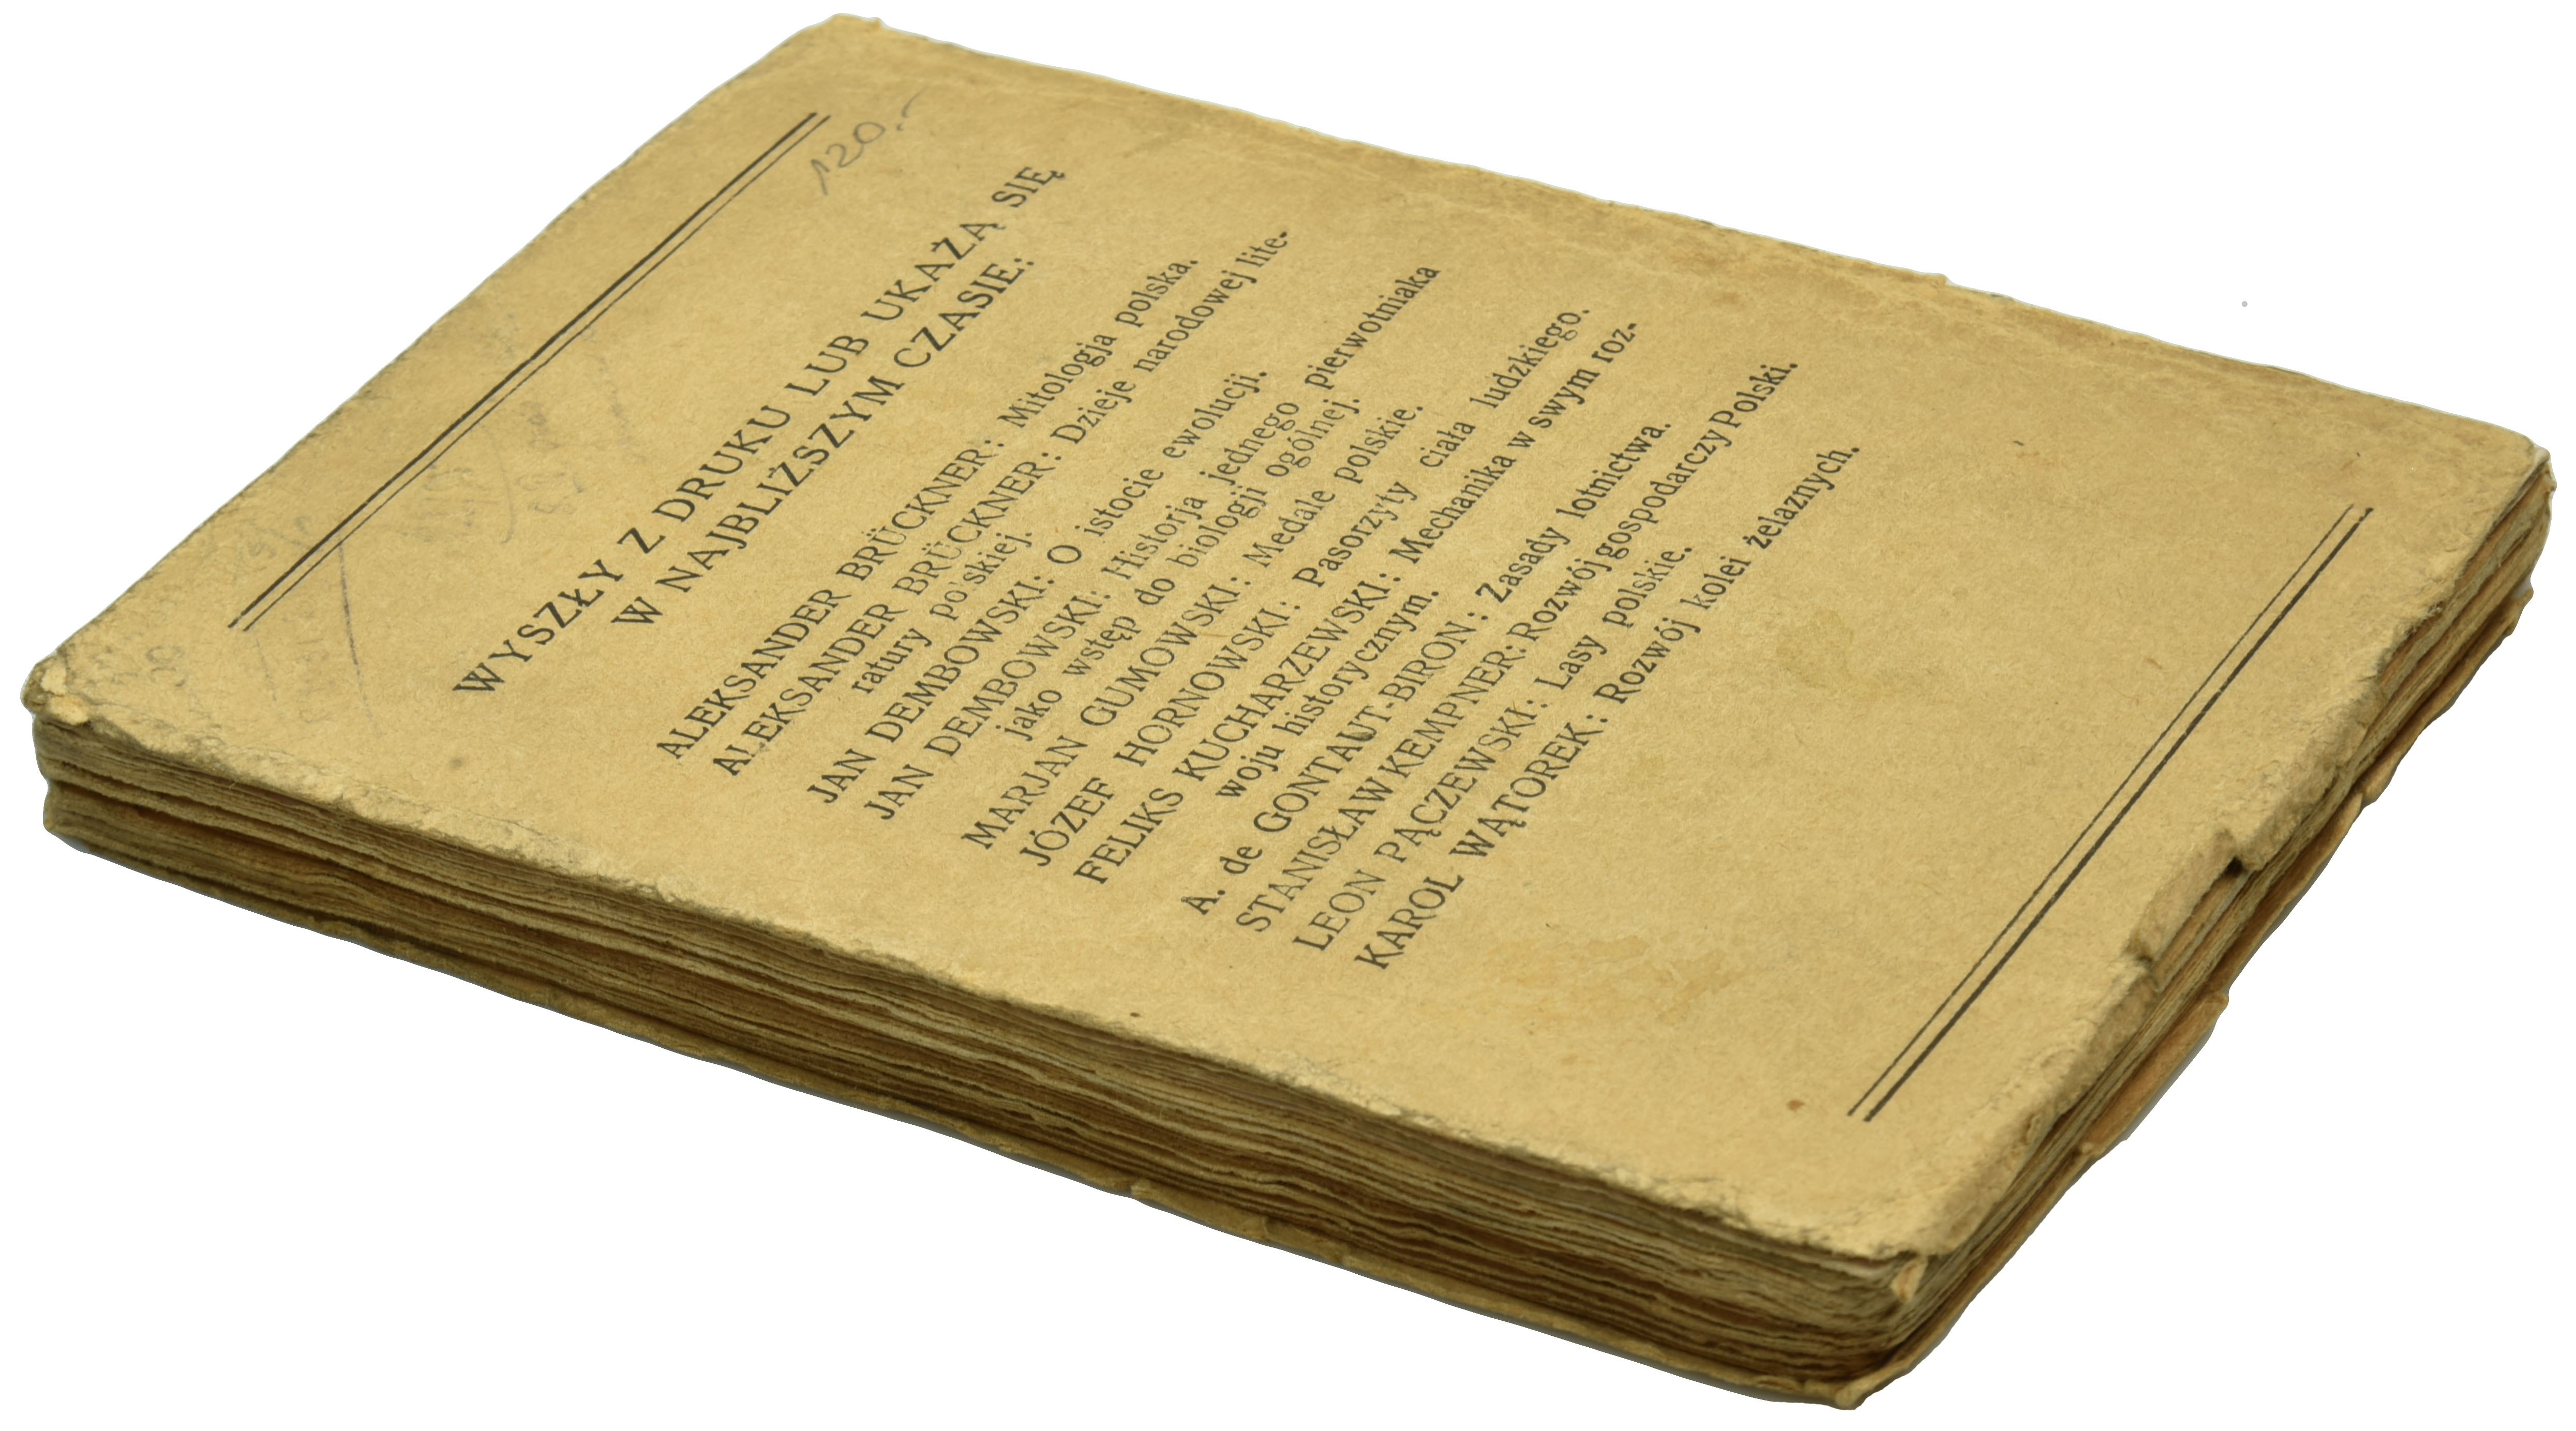 120.-
WYSZŁY Z DRUKU LUB UKAŻĄ SIĘ
W NAJBLIŻSZYM CZASIE:
ALEKSANDER BRÜCKNER: Mitologja polska.
ALEKSANDER BRÜCKNER: Dzieje narodowej lite-
ratury polskiej.
JAN DEMBOWSKI: O istocie ewolucji.
JAN DEMBOWSKI: Historja jednego pierwotniaka
jako wstęp do biologji ogólnej.
MARJAN GUMOWSKI: Medale polskie.
JÓZEF HORNOWSKI: Pasorzyty ciała ludzkiego.
FELIKS KUCHARZEWSKI: Mechanika w swym roz-
woju historycznym.
A. de GONTAUT-BIRON: Zasady lotnictwa.
STANISŁAW KEMPNER: Rozwój gospodarczy Polski.
LEON PĄCZEWSKI: Lasy polskie.
KAROL WĄTOREK: Rozwój kolei żelaznych.